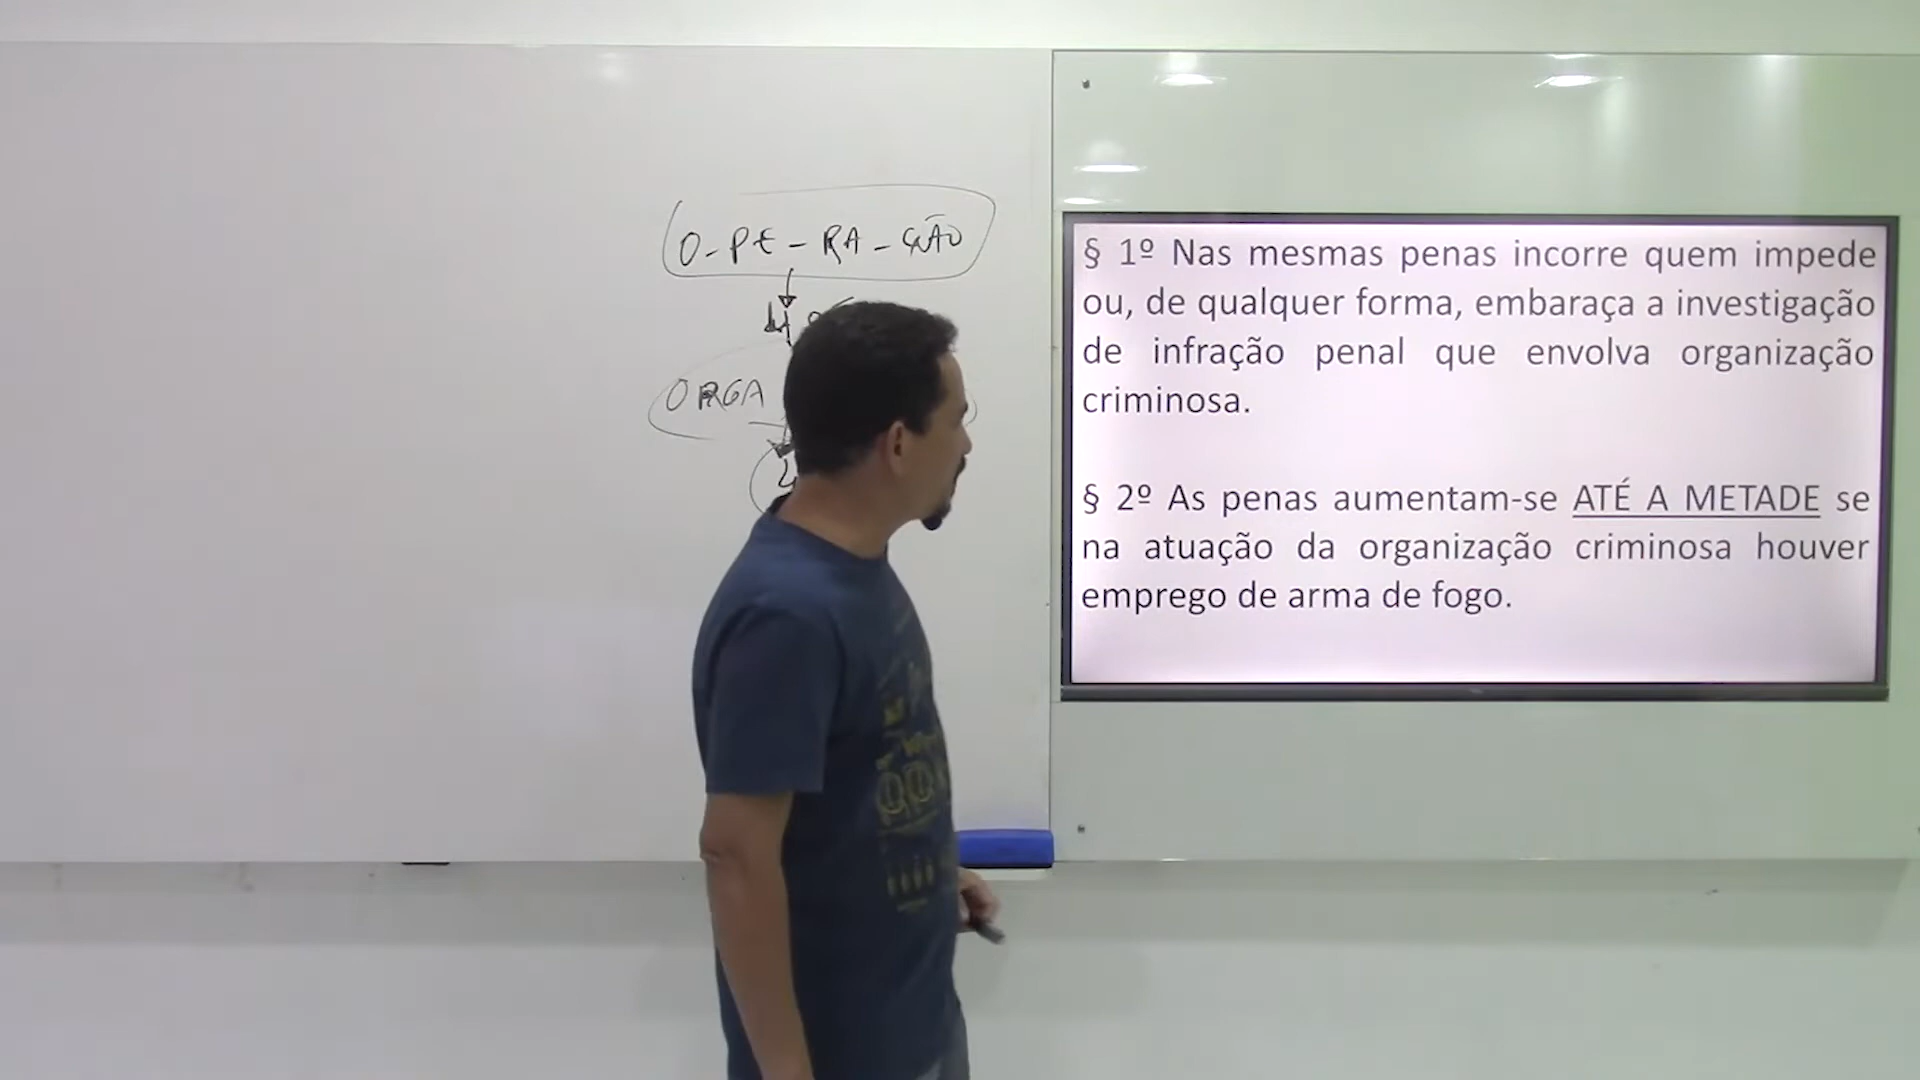 O-PE-RA-ÇÃO
ORGA
4
§ 1º Nas mesmas penas incorre quem impede
ou, de qualquer forma, embaraça a investigação
de infração penal que envolva organização
criminosa.
§ 2º As penas aumentam-se ATÉ A METADE se
na atuação da organização criminosa houver
emprego de arma de fogo.